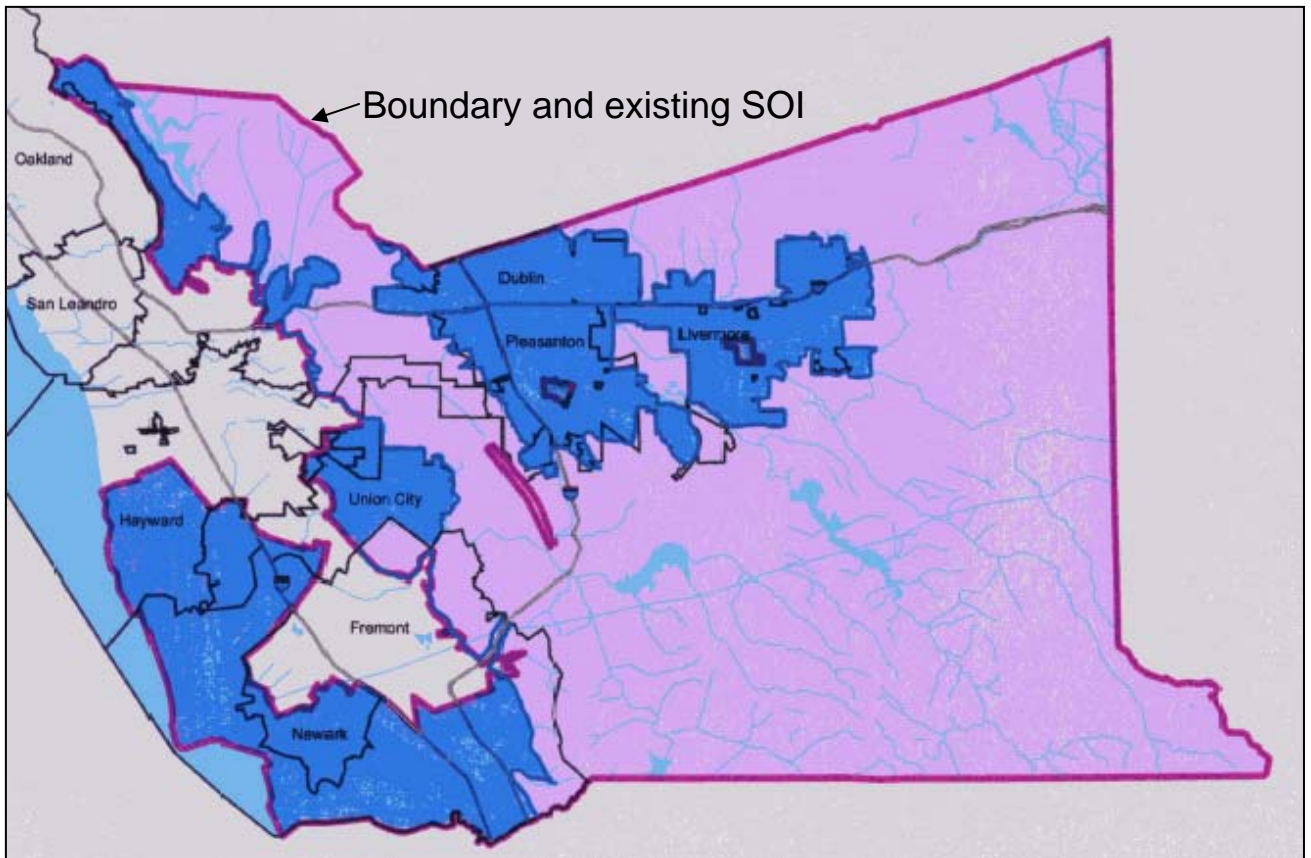 Boundary and existing SOI
Oakland
San Leandro
Dublin
Pleasanton
Livermore
Hayward
Union City
Fremont
Newark